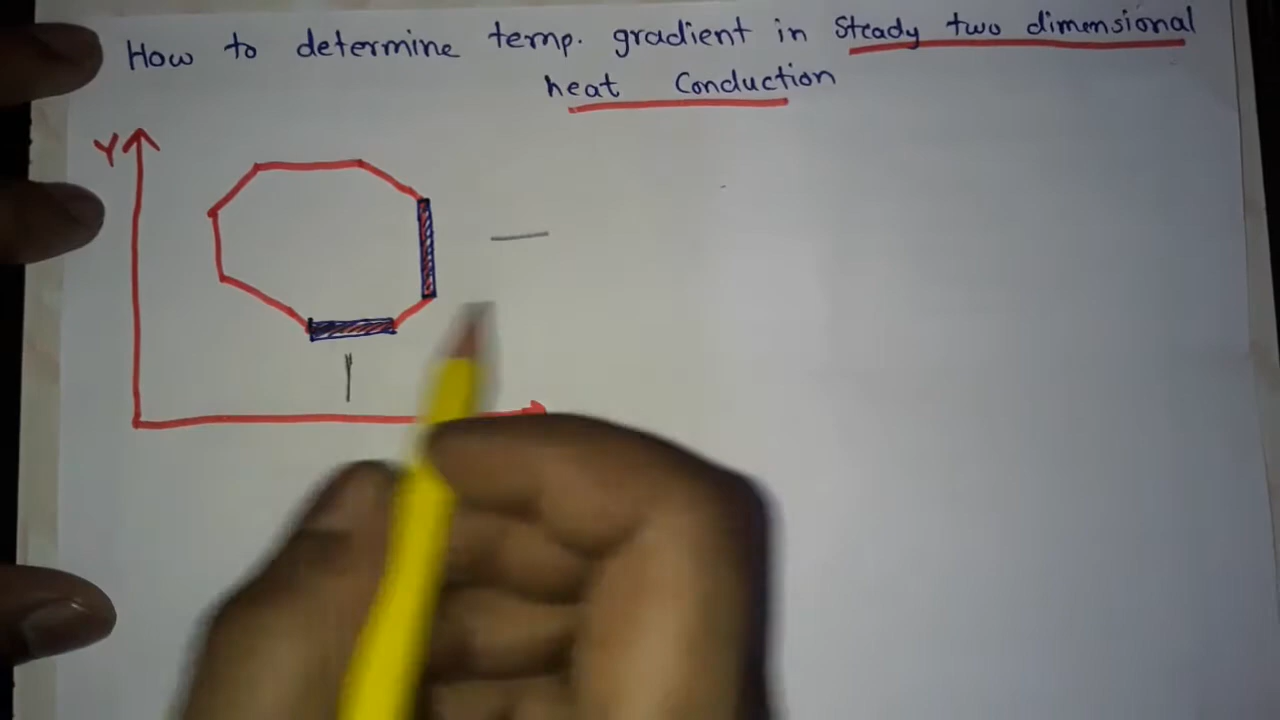 How to determine temp. gradient in Steady two dimensional
heat Conduction
Y